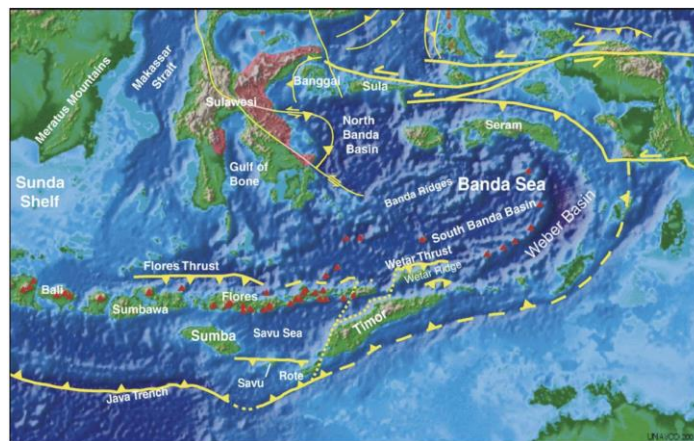 Meratus Mountains
Makassar
Strait
Banggai
Sula
Sulawesi
North
Banda
Basin
Seram
Gulf of
Bone
Sunda
Shelf
Banda Ridges
Banda Sea
South Banda Basin
Weber Basin
Wetar Thrust
Wetar Ridge
Flores Thrust
Bali
Sumbawa
Flores
Timor
Sumba
Savu Sea
Savu
Rote
Java Trench